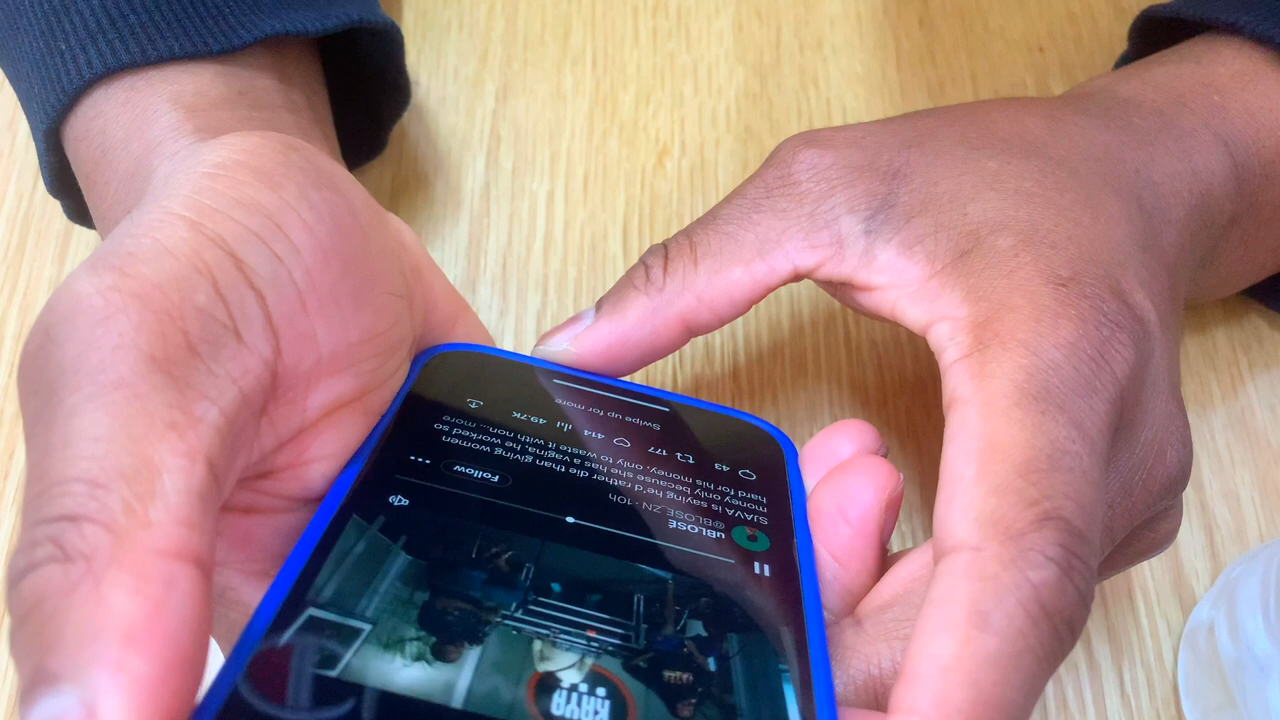 KAYA
uBLOSÉ
@BLOSE_ZN · 10h
Follow
SJAVA is saying he'd rather die than giving women
money only because she has a vagina, he worked so
hard for his money, only to waste it with non... more
43 177 414 49.7K
Swipe up for more